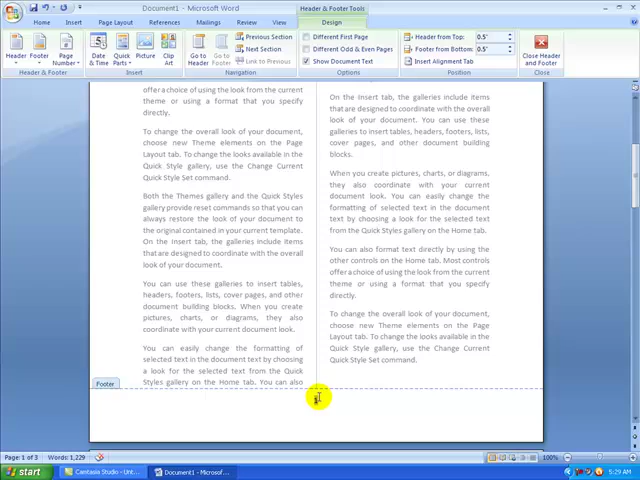 Document1 - Microsoft Word
Header & Footer Tools
Home
Insert
Page Layout
References
Mailings
Review
View
Design
Header
Footer
Page Number
Header & Footer
Date & Time
Quick Parts
Picture
Clip Art
Insert
Go to Header
Go to Footer
Previous Section
Next Section
Link to Previous
Navigation
Different First Page
Different Odd & Even Pages
Show Document Text
Options
Header from Top: 0.5"
Footer from Bottom: 0.5"
Insert Alignment Tab
Position
Close Header and Footer
Close
offer a choice of using the look from the current
theme or using a format that you specify
directly.
To change the overall look of your document,
choose new Theme elements on the Page
Layout tab. To change the looks available in the
Quick Style gallery, use the Change Current
Quick Style Set command.
Both the Themes gallery and the Quick Styles
gallery provide reset commands so that you can
always restore the look of your document to
the original contained in your current template.
On the Insert tab, the galleries include items
that are designed to coordinate with the overall
look of your document.
You can use these galleries to insert tables,
headers, footers, lists, cover pages, and other
document building blocks. When you create
pictures, charts, or diagrams, they also
coordinate with your current document look.
You can easily change the formatting of
selected text in the document text by choosing
a look for the selected text from the Quick
Styles gallery on the Home tab. You can also
On the Insert tab, the galleries include items
that are designed to coordinate with the overall
look of your document. You can use these
galleries to insert tables, headers, footers, lists,
cover pages, and other document building
blocks.
When you create pictures, charts, or diagrams,
they also coordinate with your current
document look. You can easily change the
formatting of selected text in the document
text by choosing a look for the selected text
from the Quick Styles gallery on the Home tab.
You can also format text directly by using the
other controls on the Home tab. Most controls
offer a choice of using the look from the current
theme or using a format that you specify
directly.
To change the overall look of your document,
choose new Theme elements on the Page
Layout tab. To change the looks available in the
Quick Style gallery, use the Change Current
Quick Style Set command.
Footer
Page: 1 of 3
Words: 1,229
100%
start
Camtasia Studio - Unt...
Document1 - Microsof...
5:29 AM